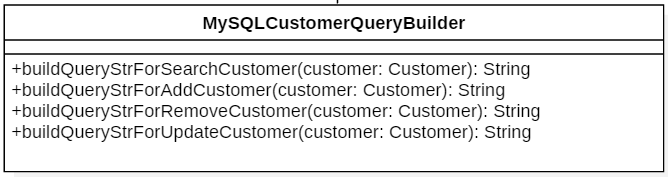 MySQLCustomerQueryBuilder
+buildQueryStrForSearchCustomer(customer: Customer): String
+buildQueryStrForAddCustomer(customer: Customer): String
+buildQueryStrForRemoveCustomer(customer: Customer): String
+buildQueryStrForUpdateCustomer(customer: Customer): String